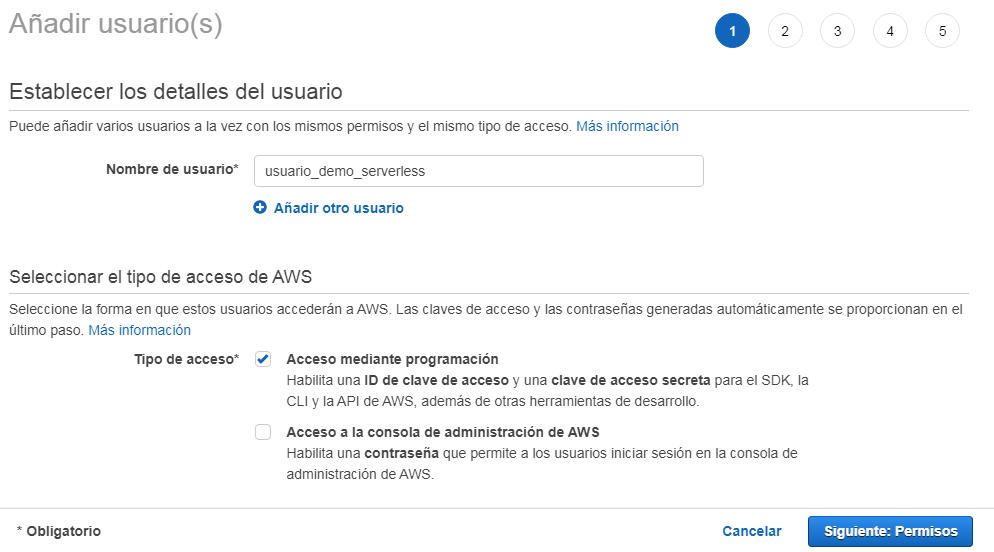 Añadir usuario(s)
1 2 3 4 5
Establecer los detalles del usuario
Puede añadir varios usuarios a la vez con los mismos permisos y el mismo tipo de acceso. Más información
Nombre de usuario* usuario_demo_serverless
Añadir otro usuario
Seleccionar el tipo de acceso de AWS
Seleccione la forma en que estos usuarios accederán a AWS. Las claves de acceso y las contraseñas generadas automáticamente se proporcionan en el
último paso. Más información
Tipo de acceso* Acceso mediante programación
Habilita una ID de clave de acceso y una clave de acceso secreta para el SDK, la
CLI y la API de AWS, además de otras herramientas de desarrollo.
Acceso a la consola de administración de AWS
Habilita una contraseña que permite a los usuarios iniciar sesión en la consola de
administración de AWS.
* Obligatorio Cancelar Siguiente: Permisos